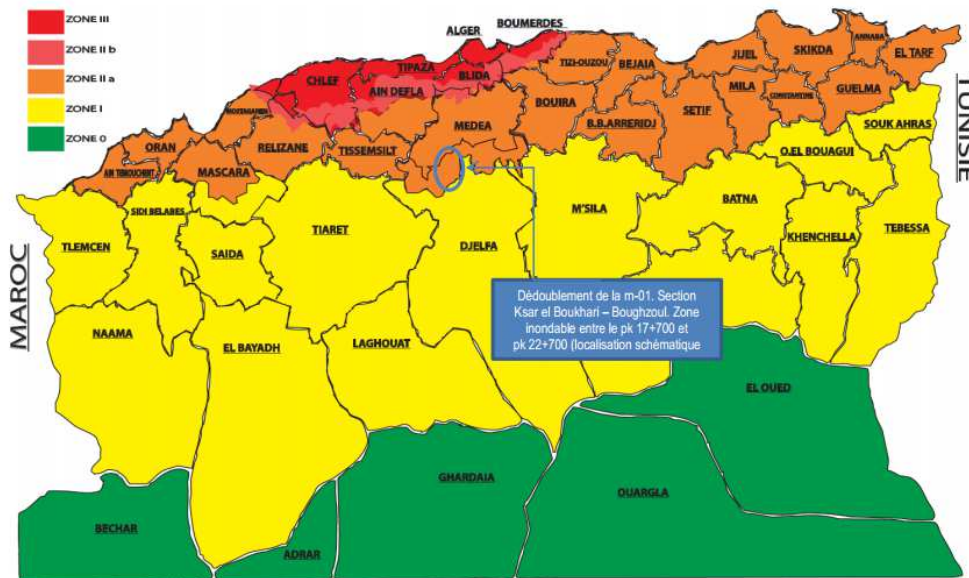 ZONE III
ZONE II b
ZONE II a
ZONE I
ZONE 0
ALGER
BOUMERDES
TIPAZA
CHLEF
BLIDA
AIN DEFLA
TIZI-OUZOU
BEJAIA
JIJEL
SKIKDA
ANNABA
EL TARF
MOSTAGANEM
BOUIRA
SETIF
MILA
CONSTANTINE
GUELMA
MEDEA
B.B.ARRERIDJ
SOUK AHRAS
ORAN
RELIZANE
TISSEMSILT
O.EL BOUAGUI
AIN TEMOUCHENT
MASCARA
TUNISIE
MAROC
TLEMCEN
SIDI BELABES
SAIDA
TIARET
DJELFA
M'SILA
BATNA
KHENCHELLA
TEBESSA
Dédoublement de la m-01. Section
Ksar el Boukhari – Boughzoul. Zone
inondable entre le pk 17+700 et
pk 22+700 (localisation schématique
NAAMA
EL BAYADH
LAGHOUAT
EL OUED
GHARDAIA
OUARGLA
BECHAR
ADRAR